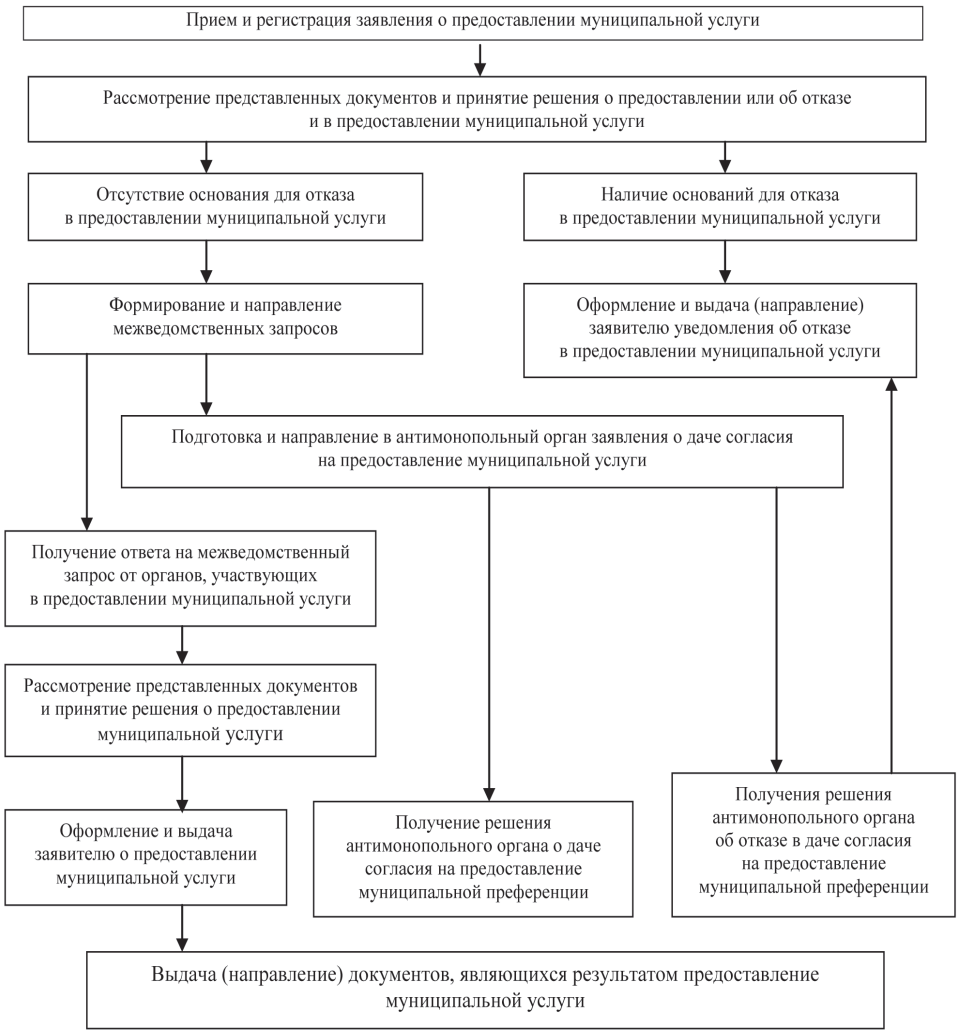 Прием и регистрация заявления о предоставлении муниципальной услуги
Рассмотрение представленных документов и принятие решения о предоставлении или об отказе
и в предоставлении муниципальной услуги
Отсутствие основания для отказа
в предоставлении муниципальной услуги
Наличие оснований для отказа
в предоставлении муниципальной услуги
Формирование и направление
межведомственных запросов
Оформление и выдача (направление)
заявителю уведомления об отказе
в предоставлении муниципальной услуги
Подготовка и направление в антимонопольный орган заявления о даче согласия
на предоставление муниципальной услуги
Получение ответа на межведомственный
запрос от органов, участвующих
в предоставлении муниципальной услуги
Рассмотрение представленных документов
и принятие решения о предоставлении
муниципальной услуги
Оформление и выдача
заявителю о предоставлении
муниципальной услуги
Получение решения
антимонопольного органа о даче
согласия на предоставление
муниципальной преференции
Получения решения
антимонопольного органа
об отказе в даче согласия
на предоставление
муниципальной преференции
Выдача (направление) документов, являющихся результатом предоставление
муниципальной услуги